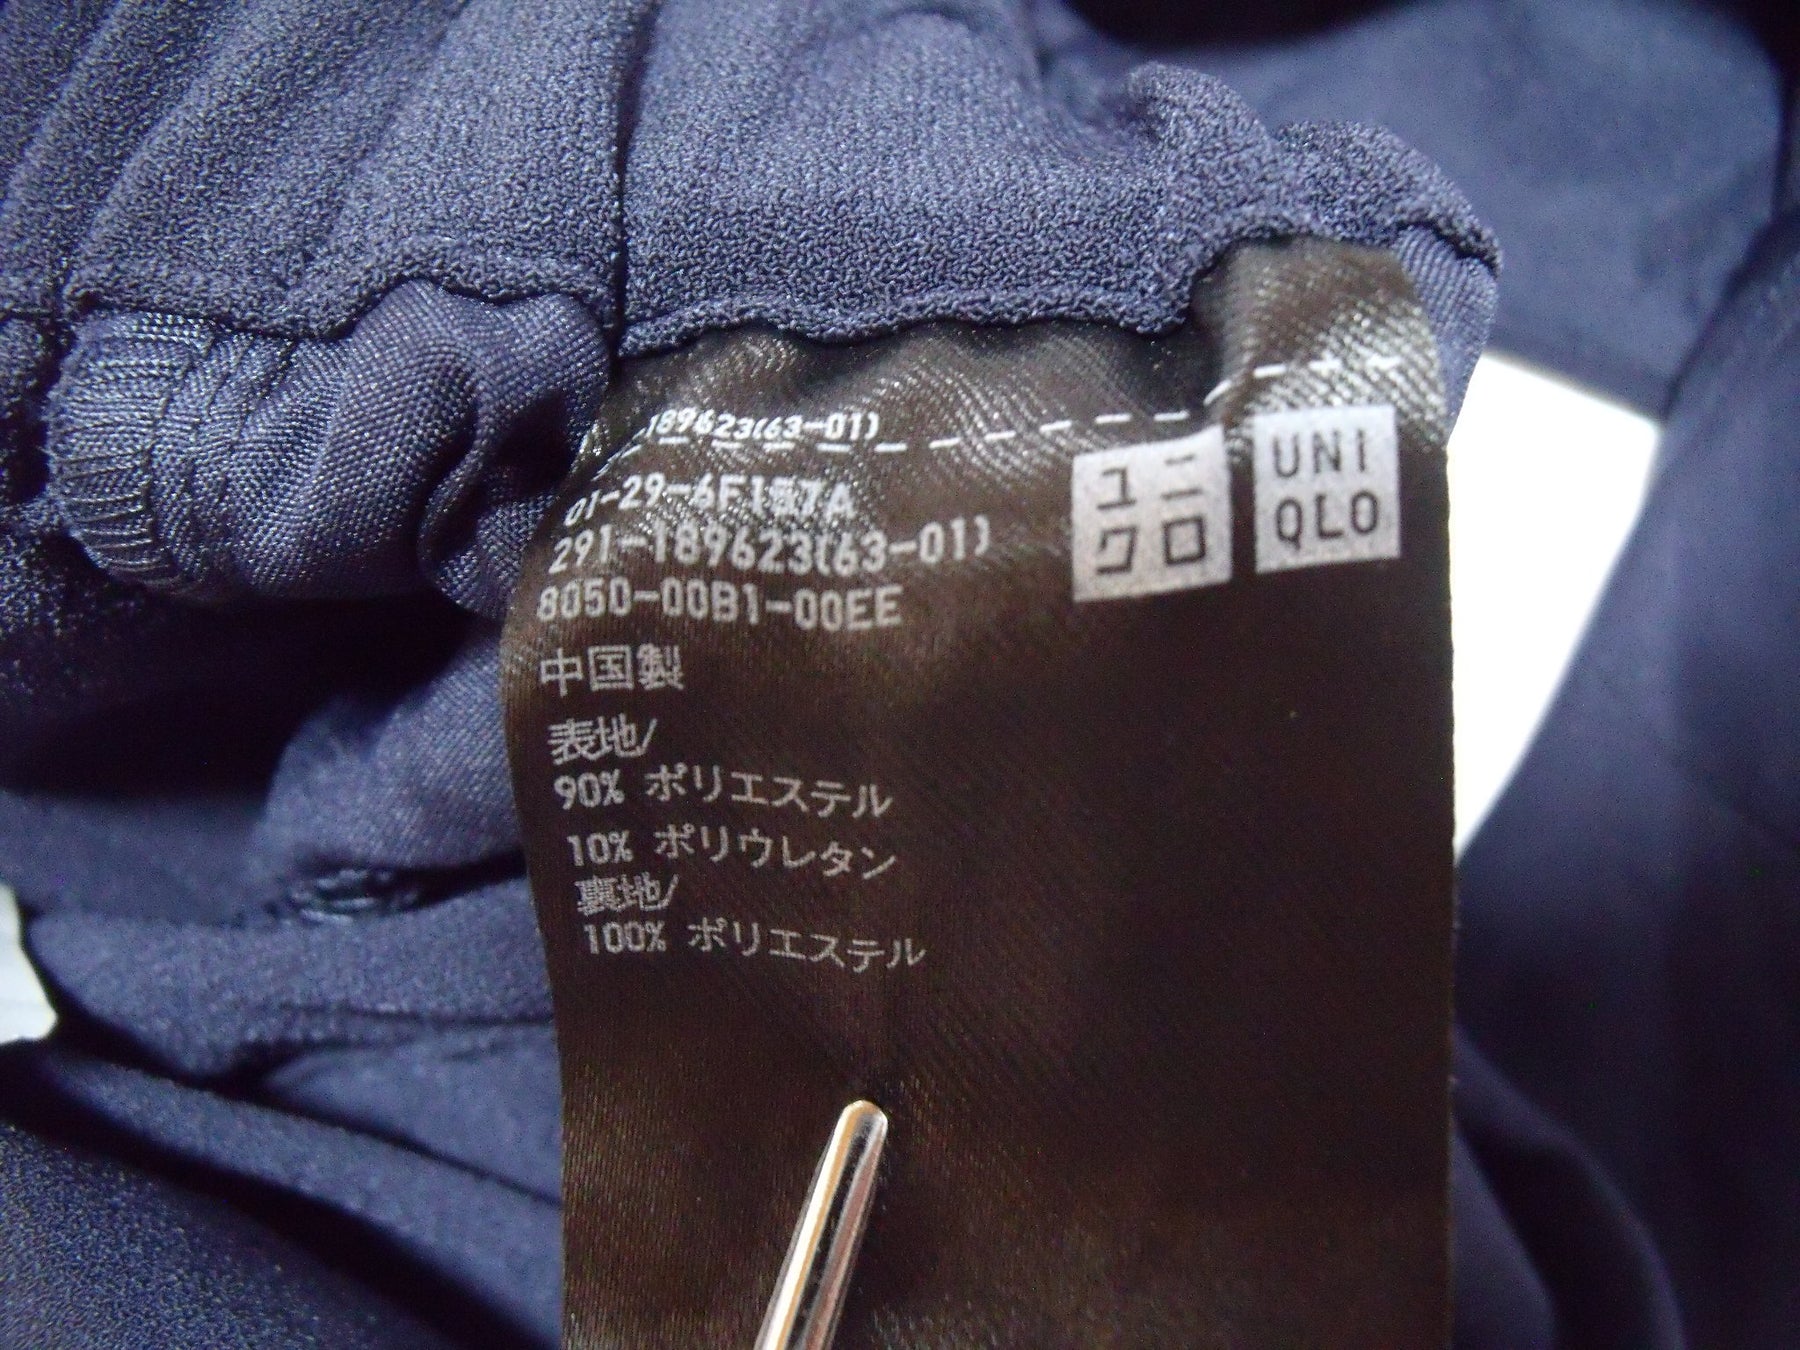 189623(63-01)
01-29-6F157A
291-189623(63-01)
8050-00B1-00EE
中国製
表地/
90% ポリエステル
10% ポリウレタン
裏地/
100% ポリエステル
ユニ
クロ
UNI
QLO